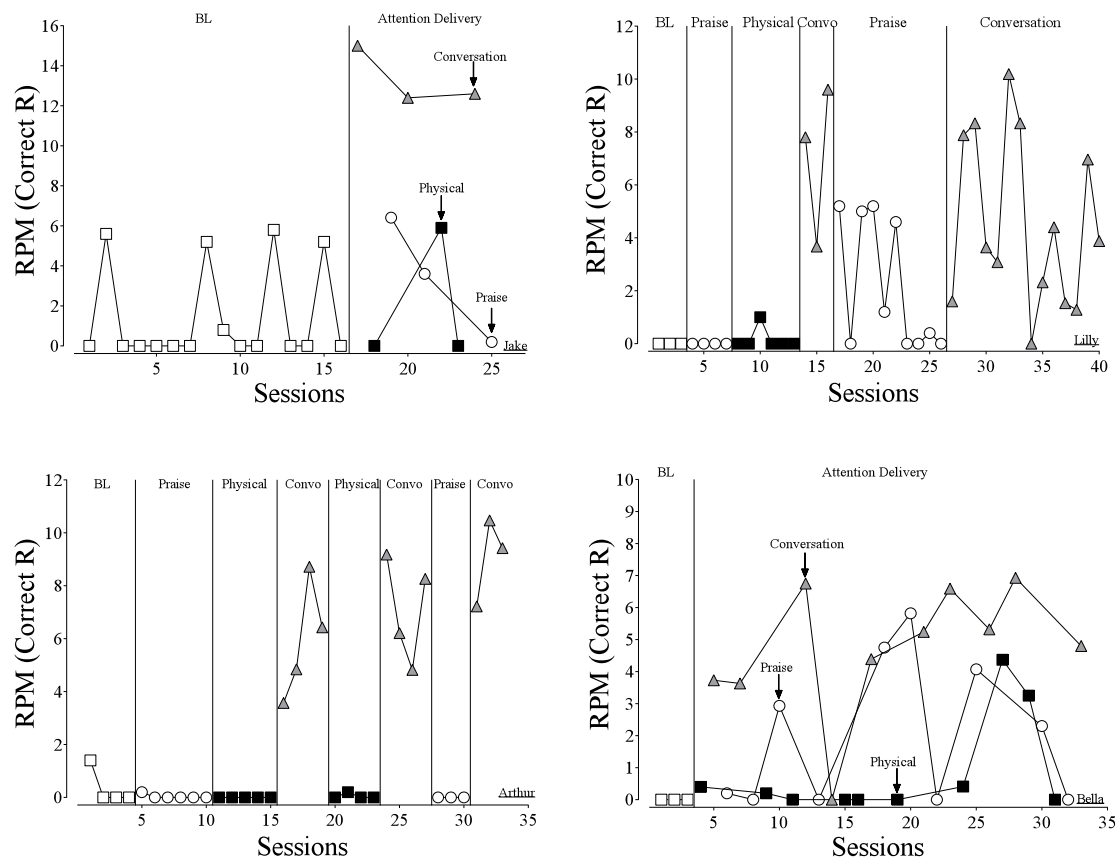 BL Attention Delivery
16
14
12
10
8
6
4
2
0
RPM (Correct R)
Conversation
Physical
Praise
Jake
5 10 15 20 25
Sessions
BL Praise Physical Convo Praise Conversation
12
10
8
6
4
2
0
RPM (Correct R)
Lilly
5 10 15 20 25 30 35 40
Sessions
BL Praise Physical Convo Physical Convo Praise Convo
12
10
8
6
4
2
0
RPM (Correct R)
Arthur
5 10 15 20 25 30 35
Sessions
BL Attention Delivery
10
9
8
7
6
5
4
3
2
1
0
RPM (Correct R)
Conversation
Praise
Physical
Bella
5 10 15 20 25 30 35
Sessions